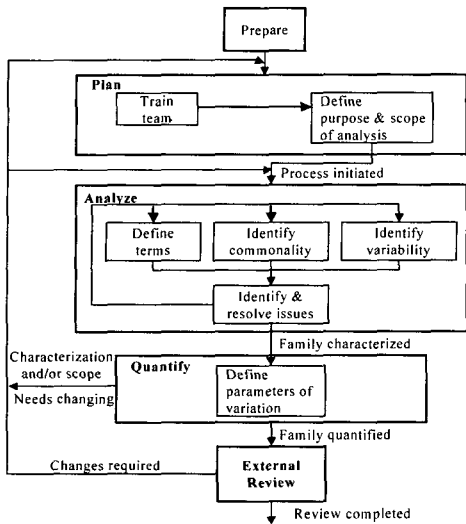 Prepare
Plan
Train
team
Define
purpose & scope
of analysis
Process initiated
Analyze
Define
terms
Identify
commonality
Identify
variability
Identify &
resolve issues
Family characterized
Characterization
and/or scope
Needs changing
Quantify
Define
parameters of
variation
Family quantified
Changes required
External
Review
Review completed